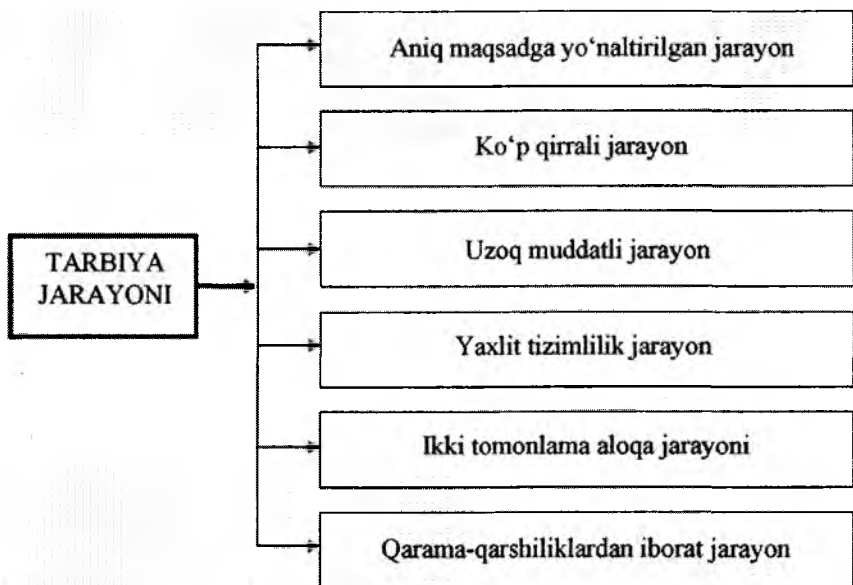 Aniq maqsadga yo‘naltirilgan jarayon
Ko‘p qirrali jarayon
Uzoq muddatli jarayon
TARBIYA
JARAYONI
Yaxlit tizimlilik jarayon
Ikki tomonlama aloqa jarayoni
Qarama-qarshiliklardan iborat jarayon